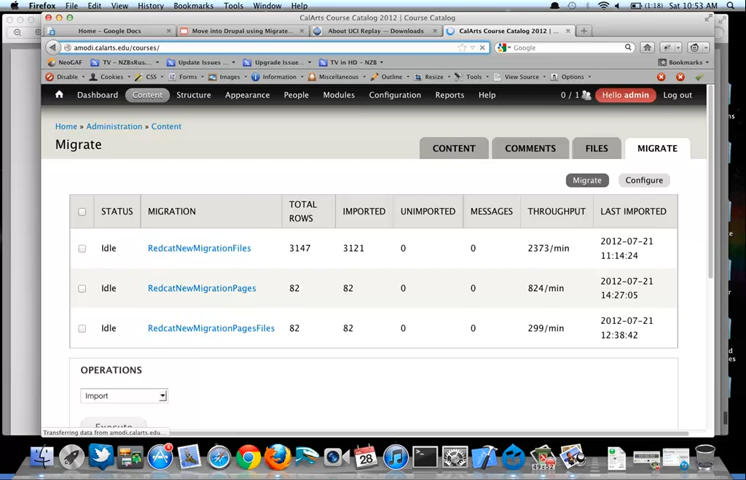 Firefox File Edit View History Bookmarks Tools Window Help (1:18) Sat 10:53 AM
CalArts Course Catalog 2012 | Course Catalog
Home - Google Docs Move into Drupal using Migrate... About UCI Replay — Downloads CalArts Course Catalog 2012 | ...
amodi.calarts.edu/courses/ Google
NeoGAF TV – NZBsRus... Update Issues ... Upgrade Issue... TV in HD - NZB Bookmarks
Disable Cookies CSS Forms Images Information Miscellaneous Outline Resize Tools View Source Options
Dashboard Content Structure Appearance People Modules Configuration Reports Help 0 / 1 Hello admin Log out
Home » Administration » Content
Migrate
CONTENT COMMENTS FILES MIGRATE
Migrate Configure
STATUS MIGRATION TOTAL ROWS IMPORTED UNIMPORTED MESSAGES THROUGHPUT LAST IMPORTED
Idle RedcatNewMigrationFiles 3147 3121 0 0 2373/min 2012-07-21 11:14:24
Idle RedcatNewMigrationPages 82 82 0 0 824/min 2012-07-21 14:27:05
Idle RedcatNewMigrationPagesFiles 82 82 0 0 299/min 2012-07-21 12:38:42
OPERATIONS
Import
Execute
Transferring data from amodi.calarts.edu...